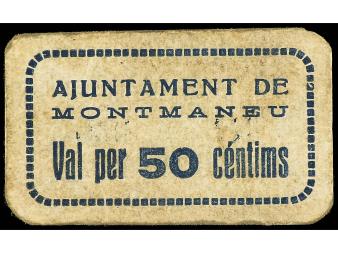 AJUNTAMENT DE
MONTMANEU
Val per 50 céntims